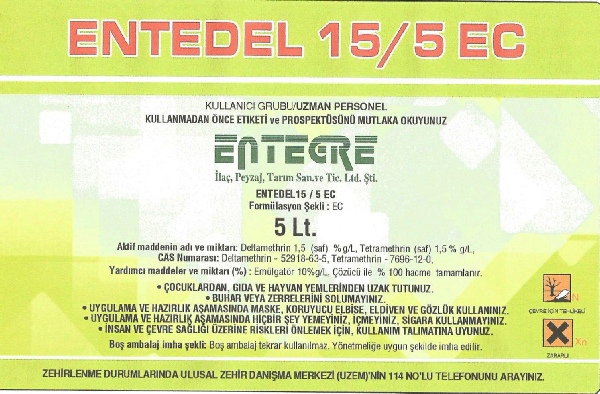 ENTEDEL 15/5 EC
KULLANICI GRUBU/UZMAN PERSONEL
KULLANMADAN ÖNCE ETİKETİ ve PROSPEKTÜSÜNÜ MUTLAKA OKUYUNUZ
ENTEGRE
İlaç, Peyzaj, Tarım San.ve Tic. Ltd. Şti.
ENTEDEL15 / 5 EC
Formülasyon Şekli : EC
5 Lt.
Aktif maddenin adı ve miktarı: Deltamethrin 1,5 (saf) %g/L, Tetramethrin (saf) 1,5 % g/L,
CAS Numarası: Deltamethrin - 52918-63-5, Tetramethrin - 7696-12-0,
Yardımcı maddeler ve miktarı (%) : Emülgatör 10%g/L, Çözücü ile % 100 hacme tamamlanır.
• ÇOCUKLARDAN, GIDA VE HAYVAN YEMLERİNDEN UZAK TUTUNUZ.
• BUHAR VEYA ZERRELERİNİ SOLUMAYINIZ.
• UYGULAMA VE HAZIRLIK AŞAMASINDA MASKE, KORUYUCU ELBİSE, ELDİVEN VE GÖZLÜK KULLANINIZ.
• UYGULAMA VE HAZIRLIK AŞAMASINDA HİÇBİR ŞEY YEMEYİNİZ, İÇMEYİNİZ, SİGARA KULLANMAYINIZ.
• İNSAN VE ÇEVRE SAĞLIĞI ÜZERİNE RİSKLERİ ÖNLEMEK İÇİN, KULLANIM TALİMATINA UYUNUZ.
Boş ambalaj imha şekli: Boş ambalaj tekrar kullanılmaz. Yönetmeliğe uygun şekilde imha edilir.
N
ÇEVRE İÇİN TEHLİKELİ
Xn
ZARARLI
ZEHİRLENME DURUMLARINDA ULUSAL ZEHİR DANIŞMA MERKEZİ (UZEM)'NİN 114 NO'LU TELEFONUNU ARAYINIZ.